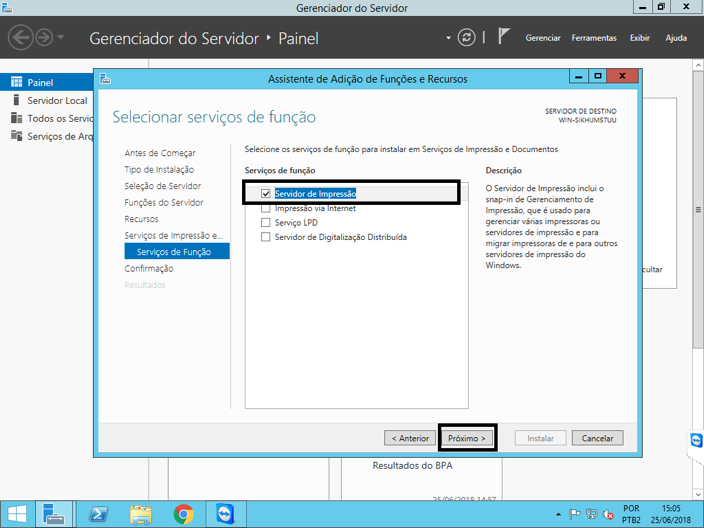 Gerenciador do Servidor
Gerenciador do Servidor • Painel
Gerenciar Ferramentas Exibir Ajuda
Painel
Servidor Local
Todos os Servid
Serviços de Arq
Assistente de Adição de Funções e Recursos
Selecionar serviços de função
SERVIDOR DE DESTINO
WIN-SIKHUMS7UU
Antes de Começar
Tipo de Instalação
Seleção de Servidor
Funções do Servidor
Recursos
Serviços de Impressão e...
Serviços de Função
Confirmação
Resultados
Selecione os serviços de função para instalar em Serviços de Impressão e Documentos
Serviços de função
Servidor de Impressão
Impressão via Internet
Serviço LPD
Servidor de Digitalização Distribuída
Descrição
O Servidor de Impressão inclui o
snap-in de Gerenciamento de
Impressão, que é usado para
gerenciar várias impressoras ou
servidores de impressão e para
migrar impressoras de e para outros
servidores de impressão do
Windows.
cultar
< Anterior
Próximo >
Instalar
Cancelar
Resultados do BPA
25/06/2018 14:57
POR
PTB2
15:05
25/06/2018